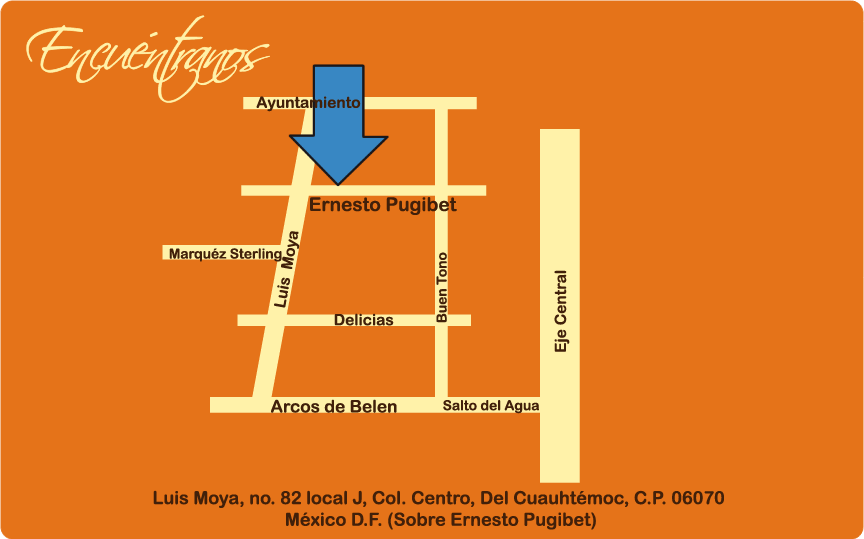 Encuéntranos
Ayuntamiento
Ernesto Pugibet
Marquéz Sterling
Luis Moya
Buen Tono
Eje Central
Delicias
Arcos de Belen
Salto del Agua
Luis Moya, no. 82 local J, Col. Centro, Del Cuauhtémoc, C.P. 06070
México D.F. (Sobre Ernesto Pugibet)